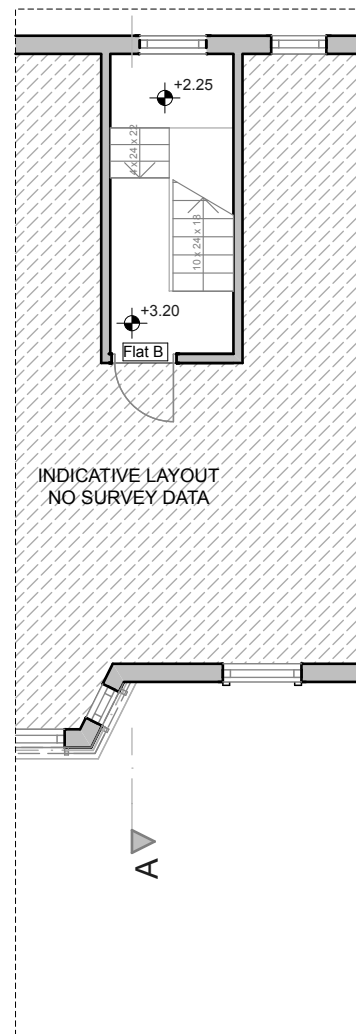 +2.25
4 x 24 x 22
10 x 24 x 18
+3.20
Flat B
INDICATIVE LAYOUT
NO SURVEY DATA
A